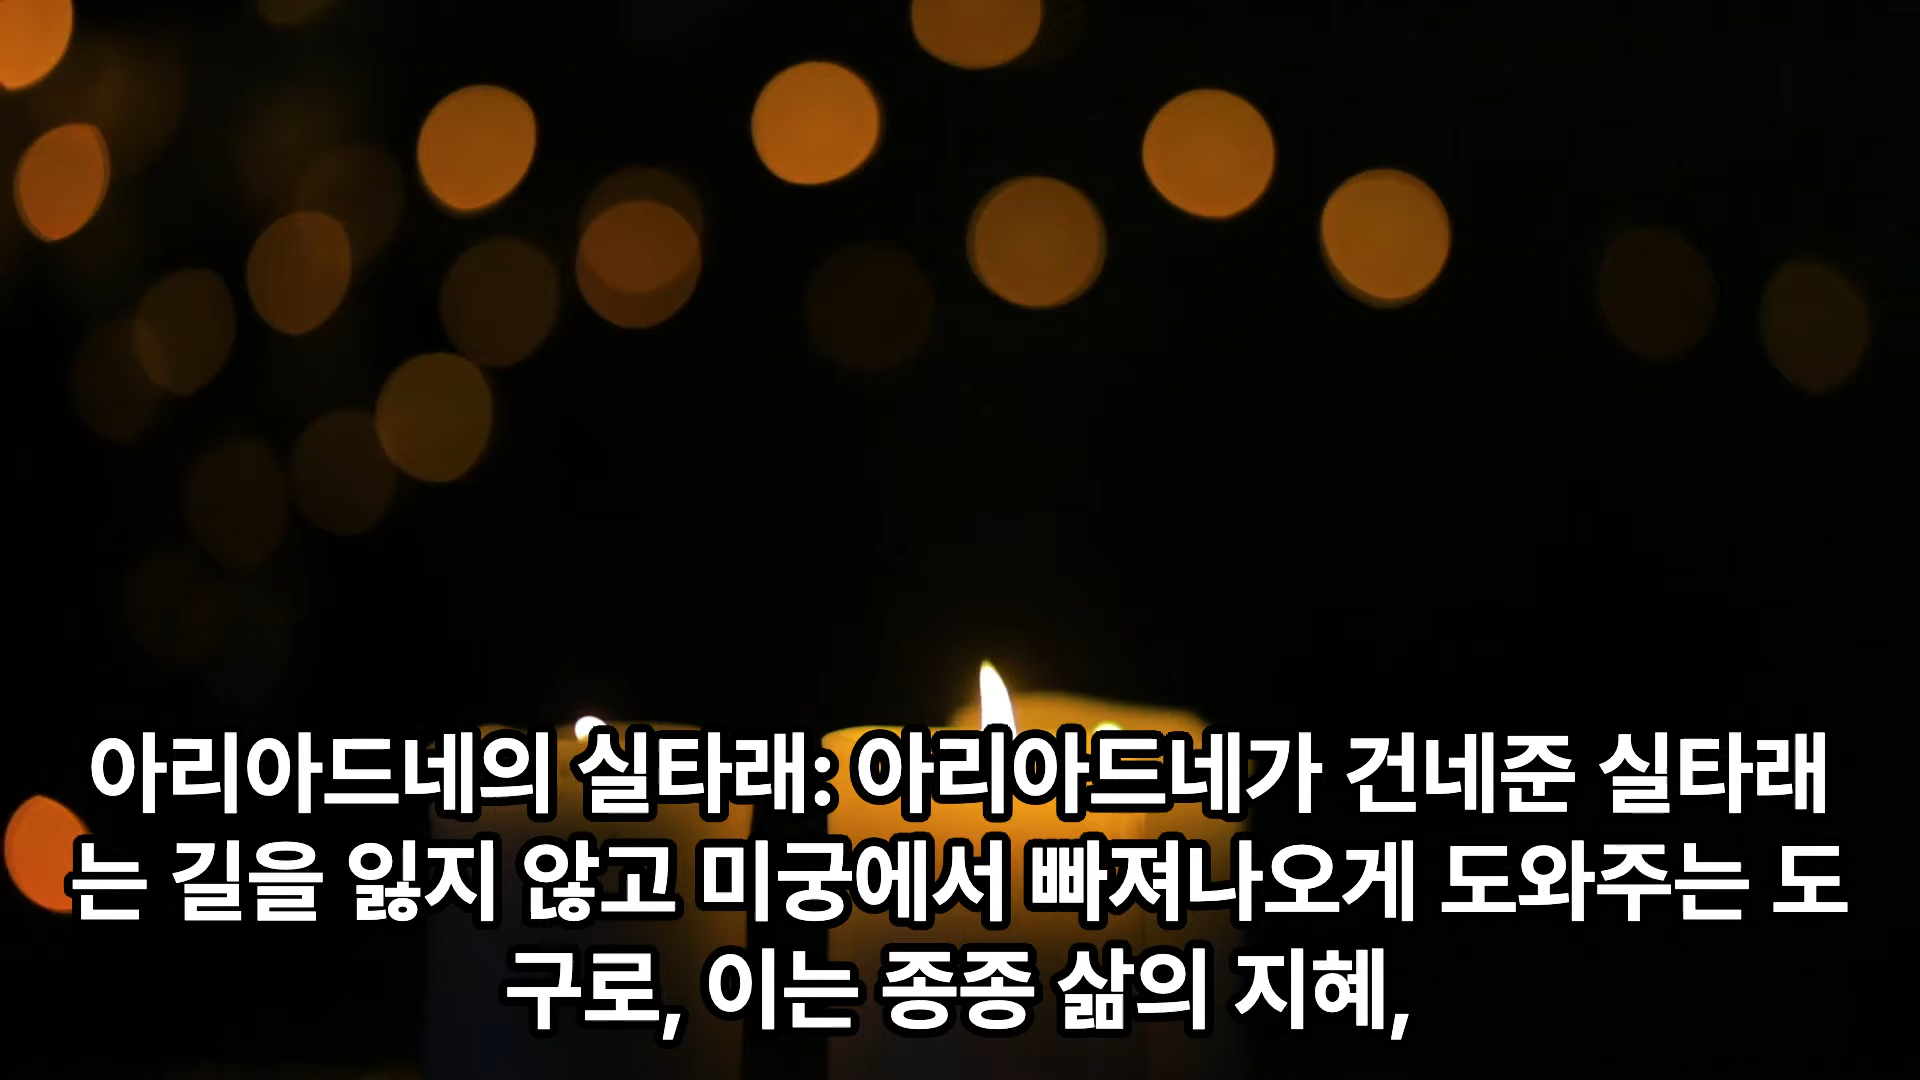 아리아드네의 실타래: 아리아드네가 건네준 실타래
는 길을 잃지 않고 미궁에서 빠져나오게 도와주는 도
구로, 이는 종종 삶의 지혜,